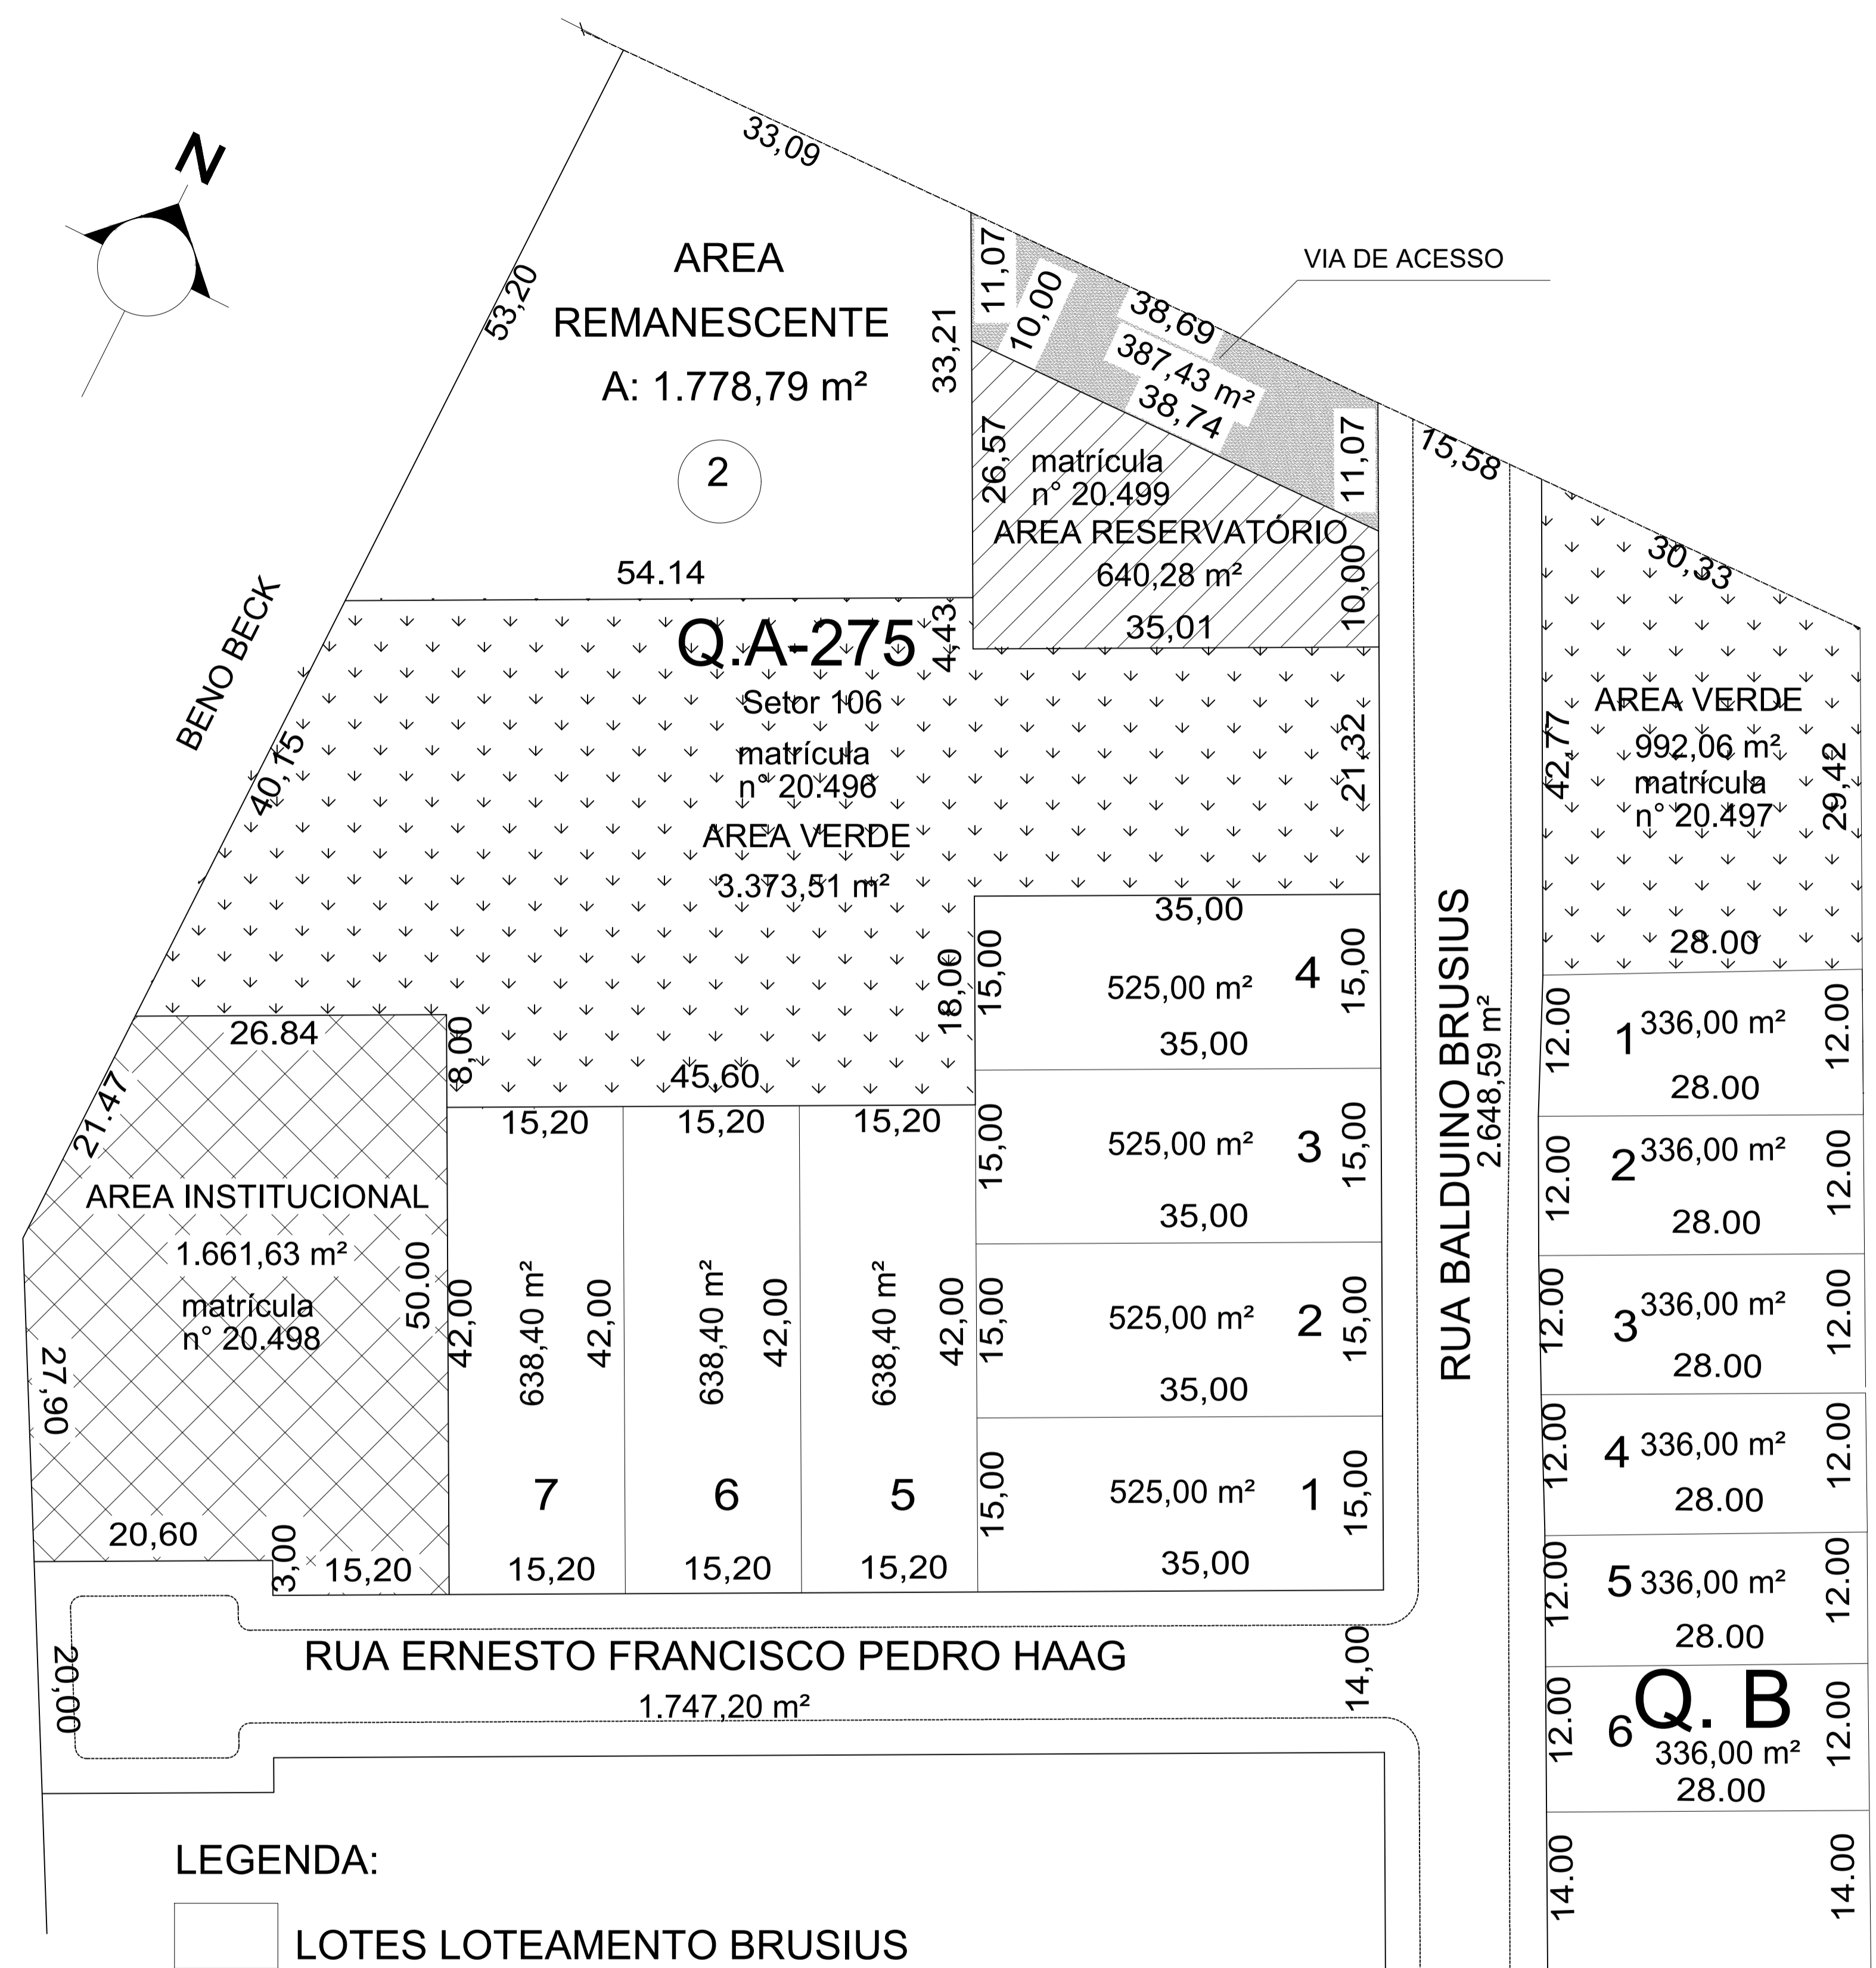 N
33,09
53,20
AREA
REMANESCENTE
A: 1.778,79 m²
2
54.14
33,21
11,07
10,00
38,69
387,43 m²
38,74
11,07
VIA DE ACESSO
15,58
26,57
matrícula
n° 20.499
AREA RESERVATÓRIO
640,28 m²
35,01
10,00
BENO BECK
40,15
Q.A-275
4,43
Setor 106
matrícula
n° 20.496
AREA VERDE
3.373,51 m²
21,32
18,00
8,00
45,60
30,33
AREA VERDE
992,06 m²
matrícula
n° 20.497
42,77
29,42
28.00
26.84
21.47
AREA INSTITUCIONAL
1.661,63 m²
matrícula
n° 20.498
50.00
27,90
20,60
3,00
15,20
42,00
15,20
638,40 m²
42,00
7
15,20
15,20
638,40 m²
42,00
6
15,20
15,20
638,40 m²
42,00
5
15,20
35,00
15,00
525,00 m²
4
15,00
35,00
15,00
525,00 m²
3
15,00
35,00
15,00
525,00 m²
2
15,00
35,00
15,00
525,00 m²
1
15,00
35,00
RUA BALDUINO BRUSIUS
2.648,59 m²
12.00
1
336,00 m²
12.00
28.00
12.00
2
336,00 m²
12.00
28.00
12.00
3
336,00 m²
12.00
28.00
12.00
4
336,00 m²
12.00
28.00
12.00
5
336,00 m²
12.00
28.00
Q. B
12.00
6
336,00 m²
12.00
28.00
14.00
14.00
20,00
RUA ERNESTO FRANCISCO PEDRO HAAG
1.747,20 m²
14,00
LEGENDA:
LOTES LOTEAMENTO BRUSIUS